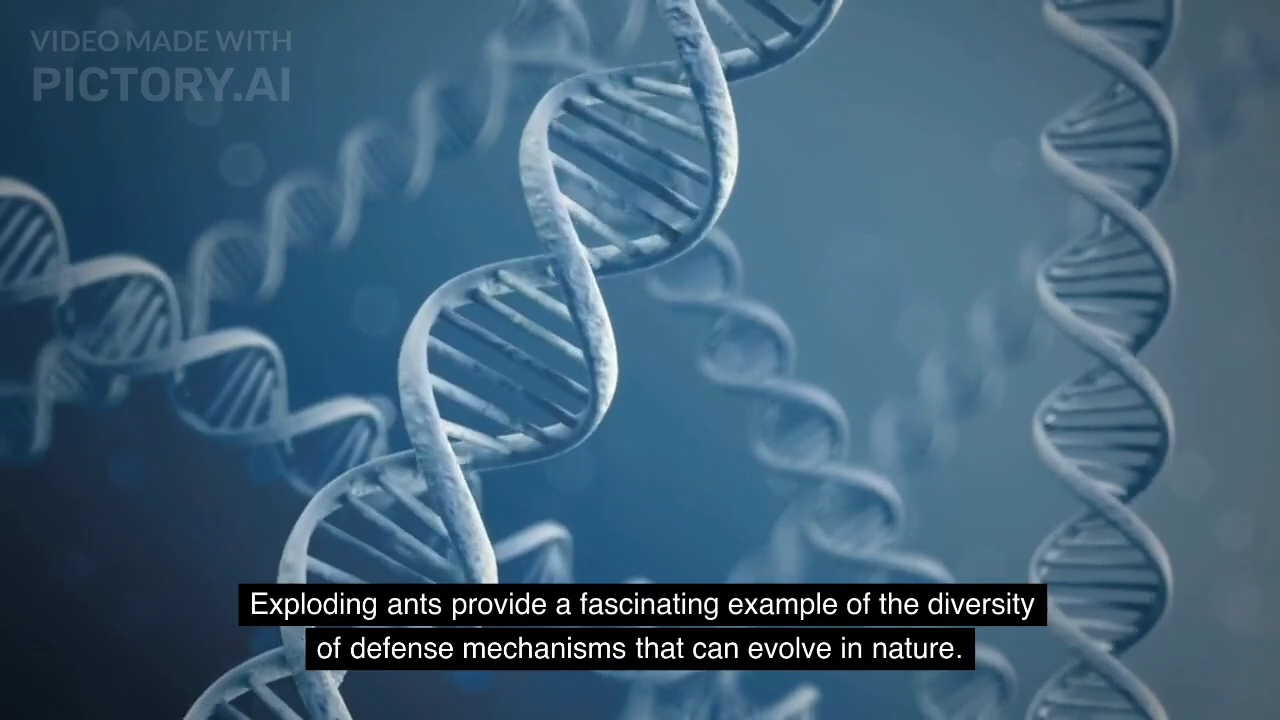 VIDEO MADE WITH
PICTORY.AI
Exploding ants provide a fascinating example of the diversity
of defense mechanisms that can evolve in nature.